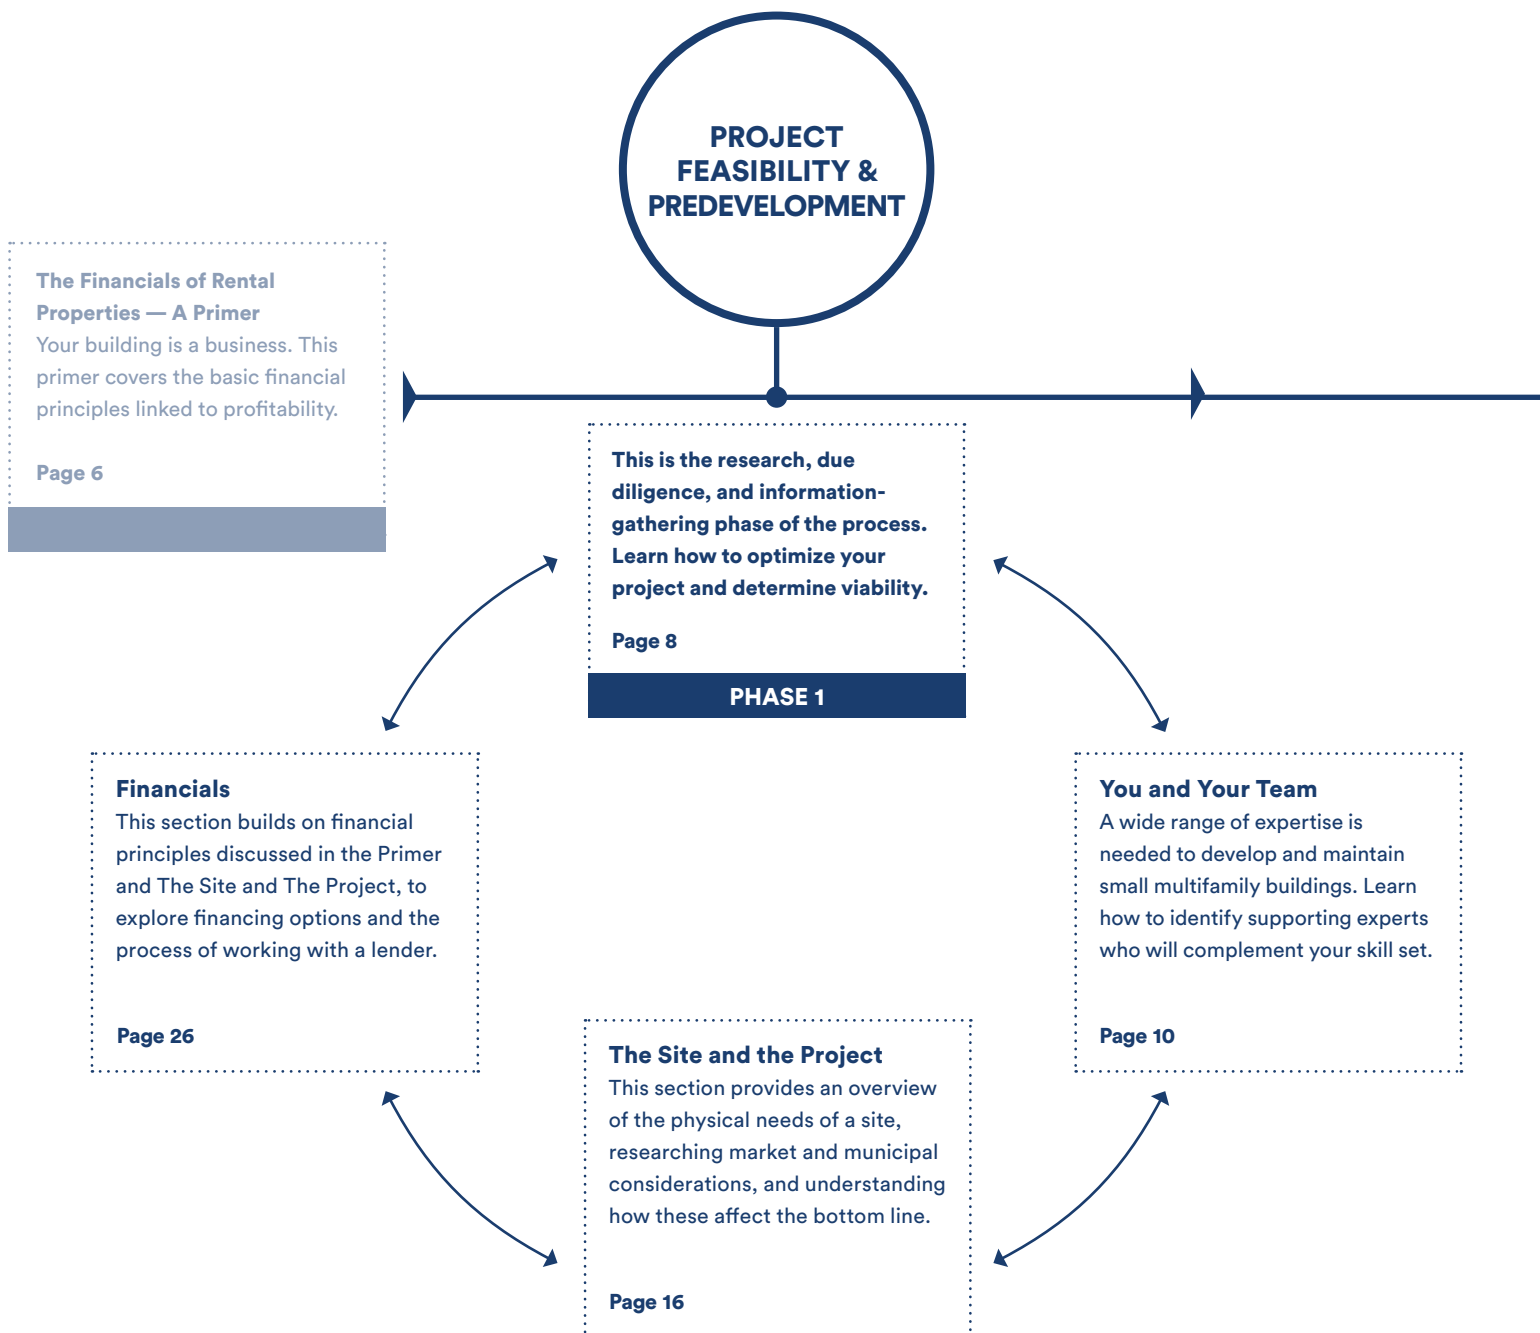 PROJECT
FEASIBILITY &
PREDEVELOPMENT
The Financials of Rental
Properties — A Primer
Your building is a business. This
primer covers the basic financial
principles linked to profitability.
Page 6
This is the research, due
diligence, and information-
gathering phase of the process.
Learn how to optimize your
project and determine viability.
Page 8
PHASE 1
Financials
This section builds on financial
principles discussed in the Primer
and The Site and The Project, to
explore financing options and the
process of working with a lender.
Page 26
You and Your Team
A wide range of expertise is
needed to develop and maintain
small multifamily buildings. Learn
how to identify supporting experts
who will complement your skill set.
Page 10
The Site and the Project
This section provides an overview
of the physical needs of a site,
researching market and municipal
considerations, and understanding
how these affect the bottom line.
Page 16